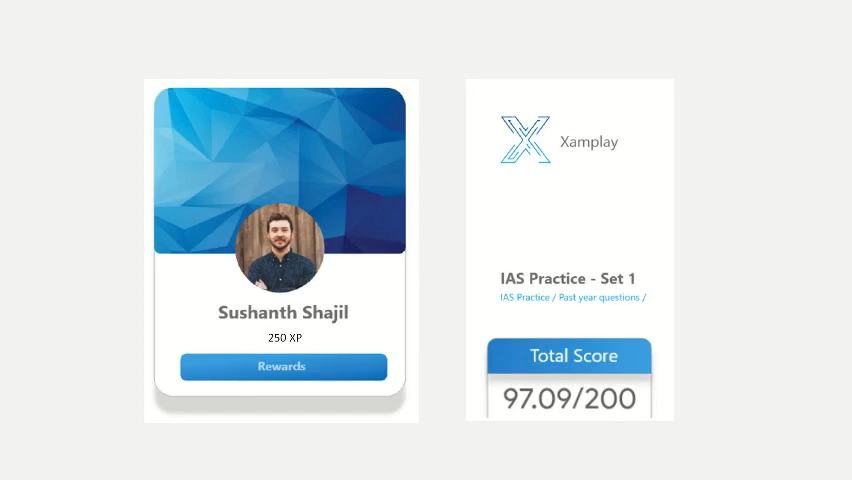 Sushanth Shajil
250 XP
Rewards
Xamplay
IAS Practice - Set 1
IAS Practice / Past year questions /
Total Score
97.09/200